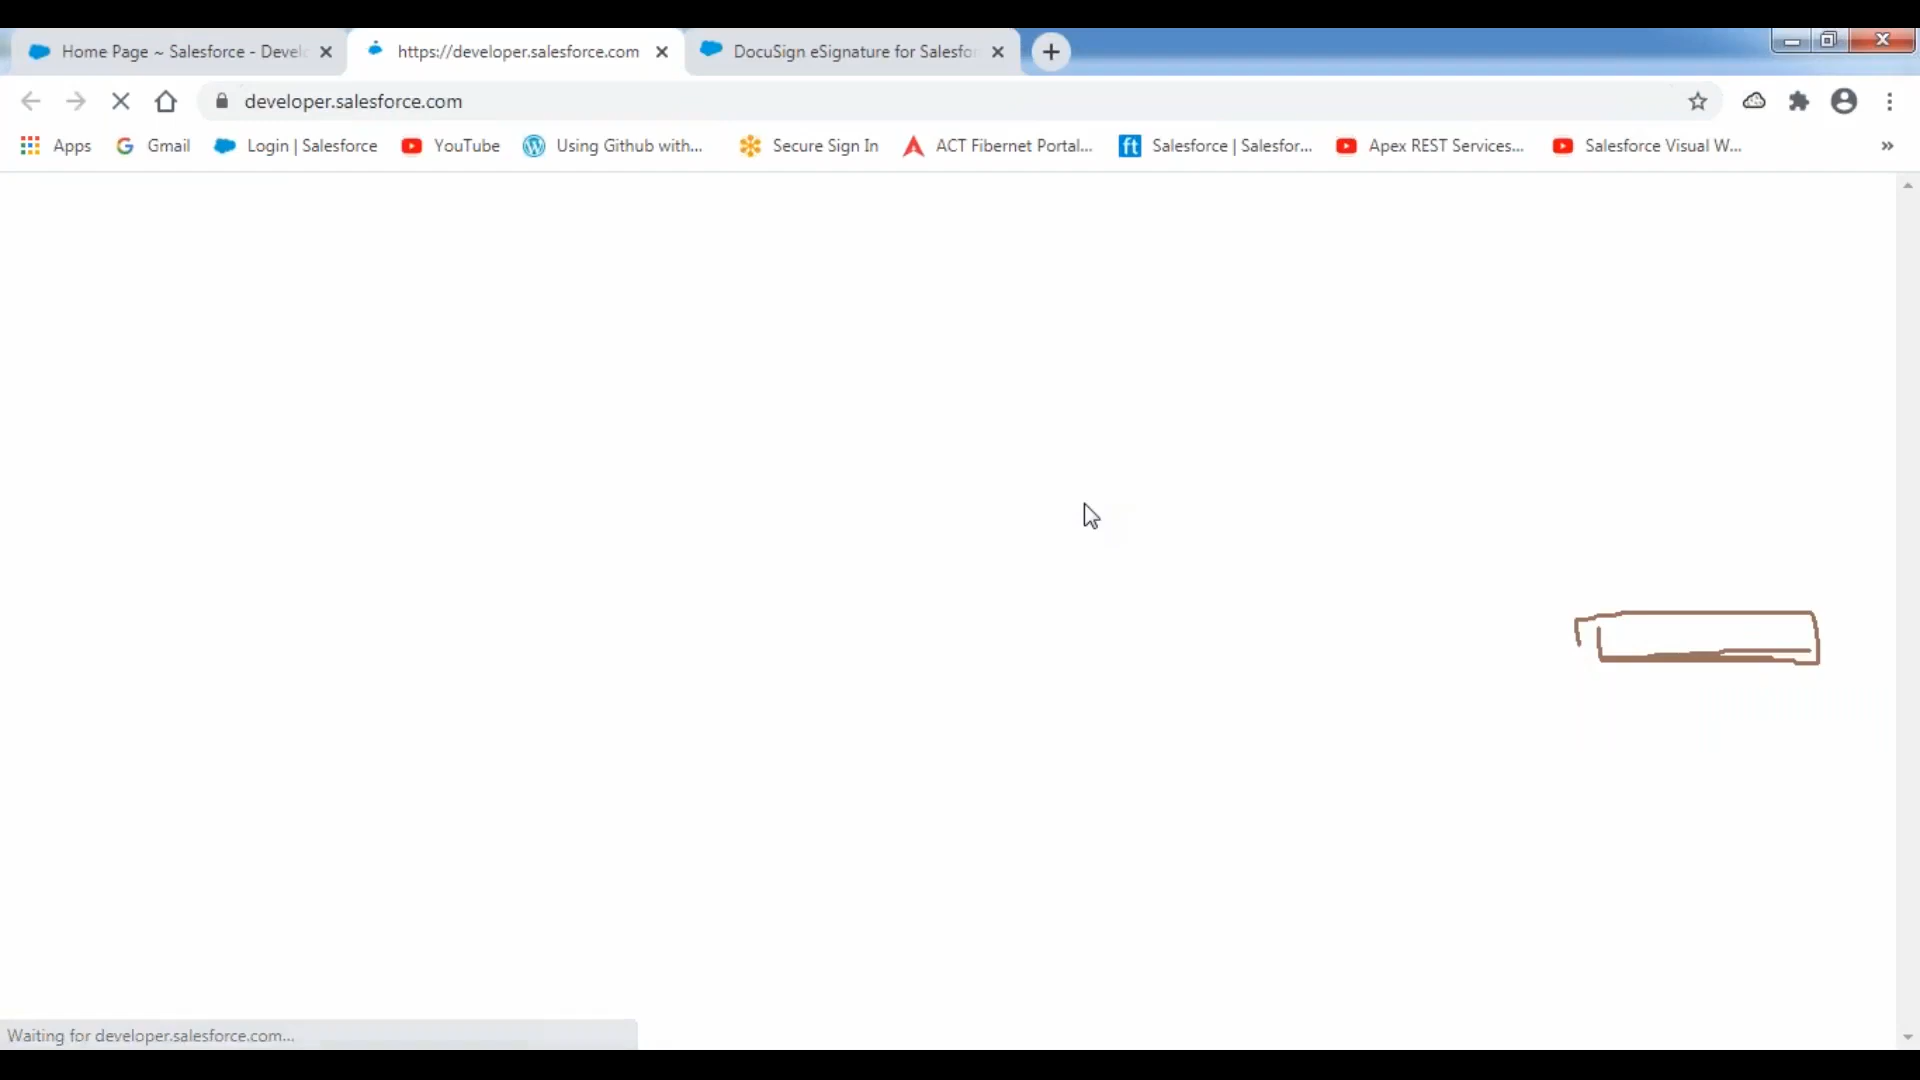 Home Page ~ Salesforce - Devel
https://developer.salesforce.com
DocuSign eSignature for Salesfo
developer.salesforce.com
Apps
Gmail
Login | Salesforce
YouTube
Using Github with...
Secure Sign In
ACT Fibernet Portal...
ft
Salesforce | Salesfor...
Apex REST Services...
Salesforce Visual W...
Waiting for developer.salesforce.com...